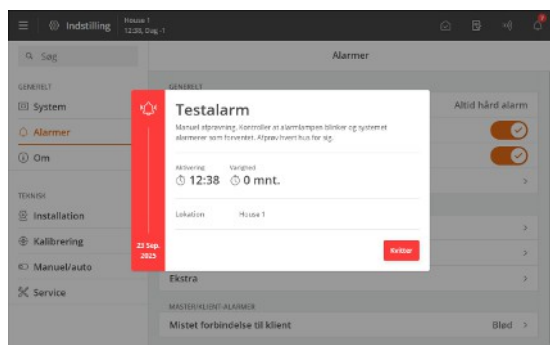 Indstilling
House 1
12:38, Dag -1
Søg
Alarmer
GENERELT
System
Alarmer
Om
TEKNISK
Installation
Kalibrering
Manuel/auto
Service
GENERELT
Altid hård alarm
Testalarm
Manuel afprøvning. Kontroller at alarmlampen blinker og systemet
alarmerer som forventet. Afprøv hvert hus for sig.
Aktivering
Varighed
12:38
0 mnt.
Lokation
House 1
23 Sep.
2025
Kvitter
Ekstra
MASTER/KLIENT-ALARMER
Mistet forbindelse til klient
Blød